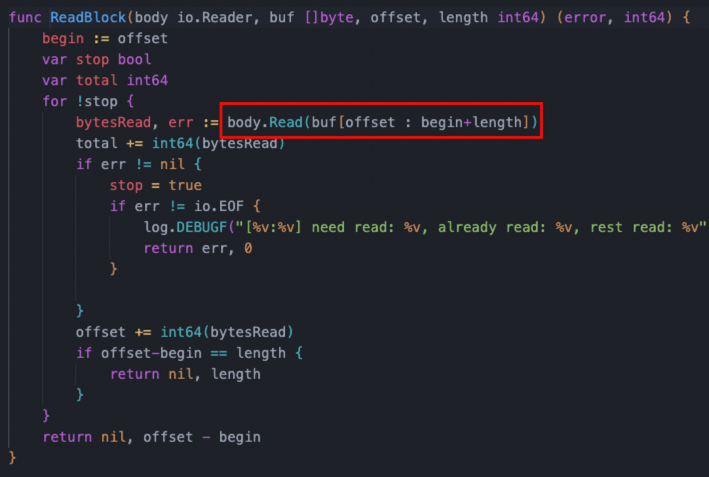 func ReadBlock(body io.Reader, buf []byte, offset, length int64) (error, int64) {
begin := offset
var stop bool
var total int64
for !stop {
bytesRead, err := body.Read(buf[offset : begin+length])
total += int64(bytesRead)
if err != nil {
stop = true
if err != io.EOF {
log.DEBUGF("[%v:%v] need read: %v, already read: %v, rest read: %v"
return err, 0
}
}
offset += int64(bytesRead)
if offset-begin == length {
return nil, length
}
}
return nil, offset - begin
}